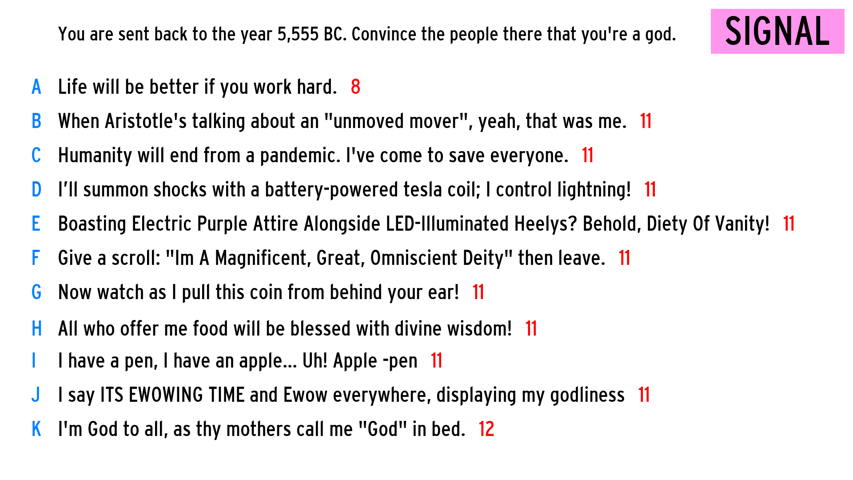 You are sent back to the year 5,555 BC. Convince the people there that you're a god.
SIGNAL
A Life will be better if you work hard. 8
B When Aristotle's talking about an "unmoved mover", yeah, that was me. 11
C Humanity will end from a pandemic. I've come to save everyone. 11
D I’ll summon shocks with a battery-powered tesla coil; I control lightning! 11
E Boasting Electric Purple Attire Alongside LED-Illuminated Heelys? Behold, Diety Of Vanity! 11
F Give a scroll: "Im A Magnificent, Great, Omniscient Deity" then leave. 11
G Now watch as I pull this coin from behind your ear! 11
H All who offer me food will be blessed with divine wisdom! 11
I I have a pen, I have an apple... Uh! Apple -pen 11
J I say ITS EWOWING TIME and Ewow everywhere, displaying my godliness 11
K I'm God to all, as thy mothers call me "God" in bed. 12